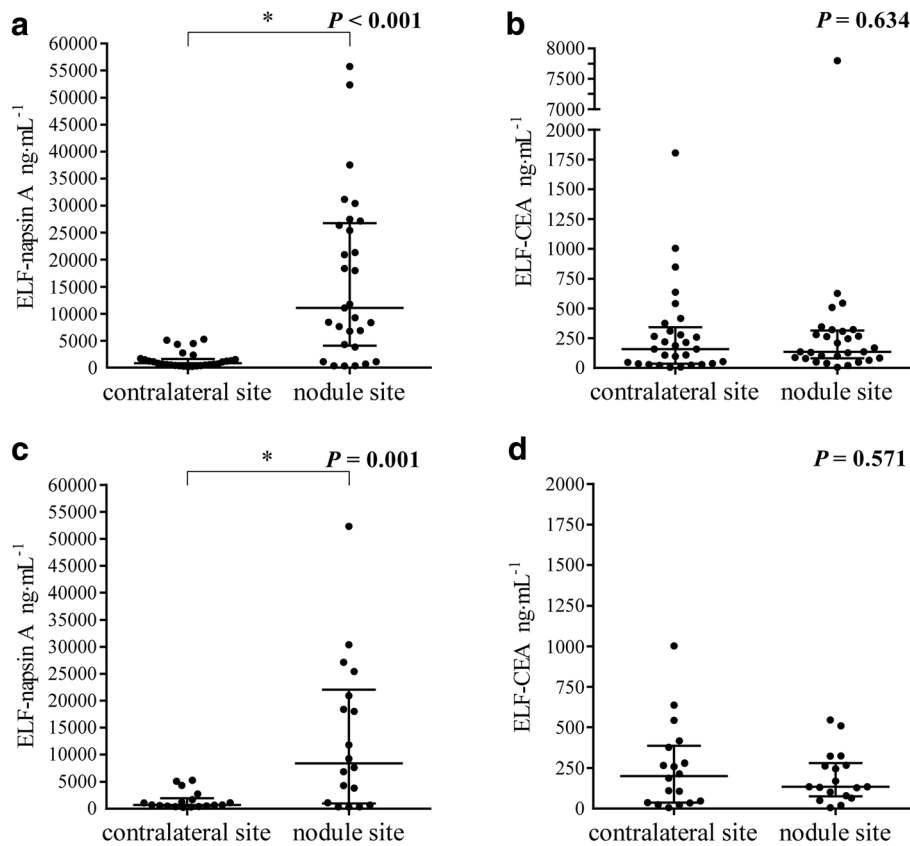 a
*
P < 0.001
ELF-napsin A ng·mL⁻¹
60000
55000
50000
45000
40000
35000
30000
25000
20000
15000
10000
5000
0
contralateral site
nodule site
b
P = 0.634
ELF-CEA ng·mL⁻¹
8000
7500
7000
2000
1750
1500
1250
1000
750
500
250
0
contralateral site
nodule site
c
*
P = 0.001
ELF-napsin A ng·mL⁻¹
60000
55000
50000
45000
40000
35000
30000
25000
20000
15000
10000
5000
0
contralateral site
nodule site
d
P = 0.571
ELF-CEA ng·mL⁻¹
2000
1750
1500
1250
1000
750
500
250
0
contralateral site
nodule site